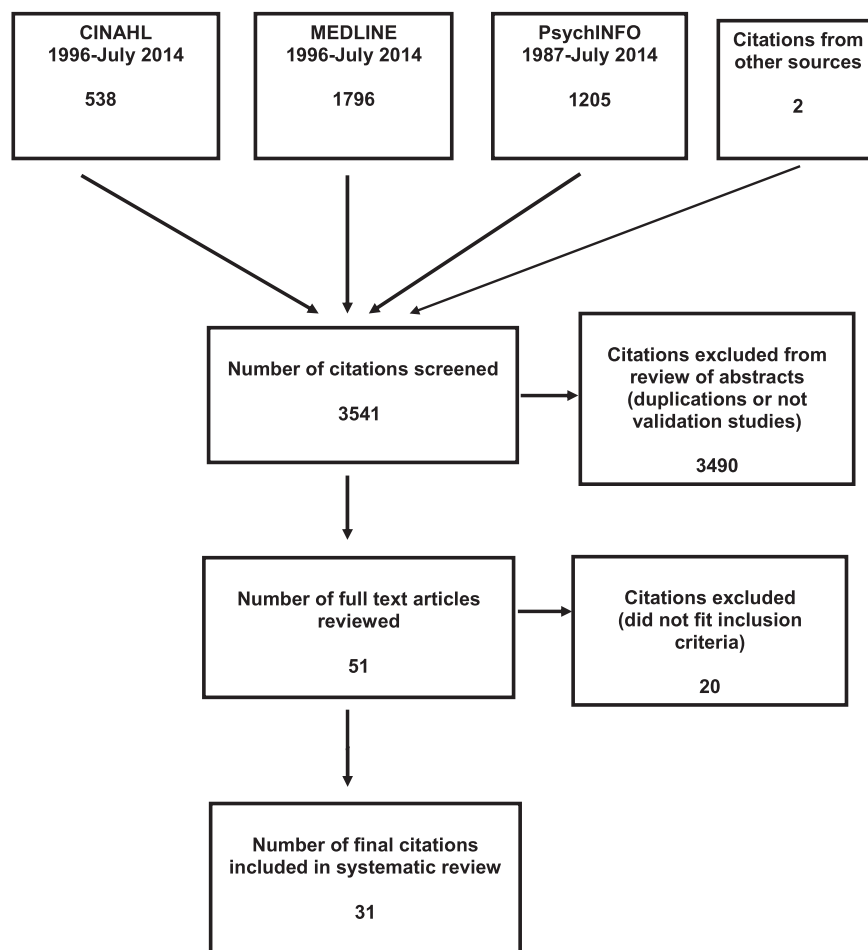 CINAHL
1996-July 2014
538
MEDLINE
1996-July 2014
1796
PsychINFO
1987-July 2014
1205
Citations from
other sources
2
Number of citations screened
3541
Citations excluded from
review of abstracts
(duplications or not
validation studies)
3490
Number of full text articles
reviewed
51
Citations excluded
(did not fit inclusion
criteria)
20
Number of final citations
included in systematic review
31